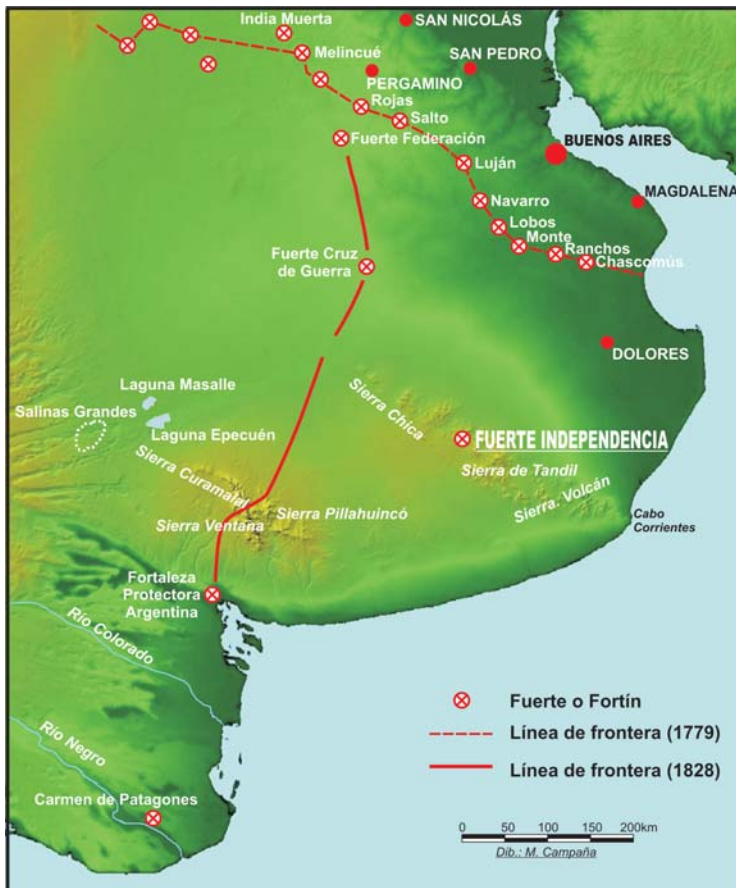 India Muerta
SAN NICOLÁS
Melincué
SAN PEDRO
PERGAMINO
Rojas
Salto
Fuerte Federación
BUENOS AIRES
Luján
Navarro
MAGDALENA
Lobos
Monte
Ranchos
Chascomús
Fuerte Cruz
de Guerra
DOLORES
Laguna Masalle
Sierra Chica
Salinas Grandes
Laguna Epecuén
FUERTE INDEPENDENCIA
Sierra Curamalal
Sierra de Tandil
Sierra. Volcán
Sierra Pillahuincó
Sierra Ventana
Cabo
Corrientes
Fortaleza
Protectora
Argentina
Río Colorado
Río Negro
Carmen de Patagones
Fuerte o Fortín
Línea de frontera (1779)
Línea de frontera (1828)
0 50 100 150 200km
Dib.: M. Campaña